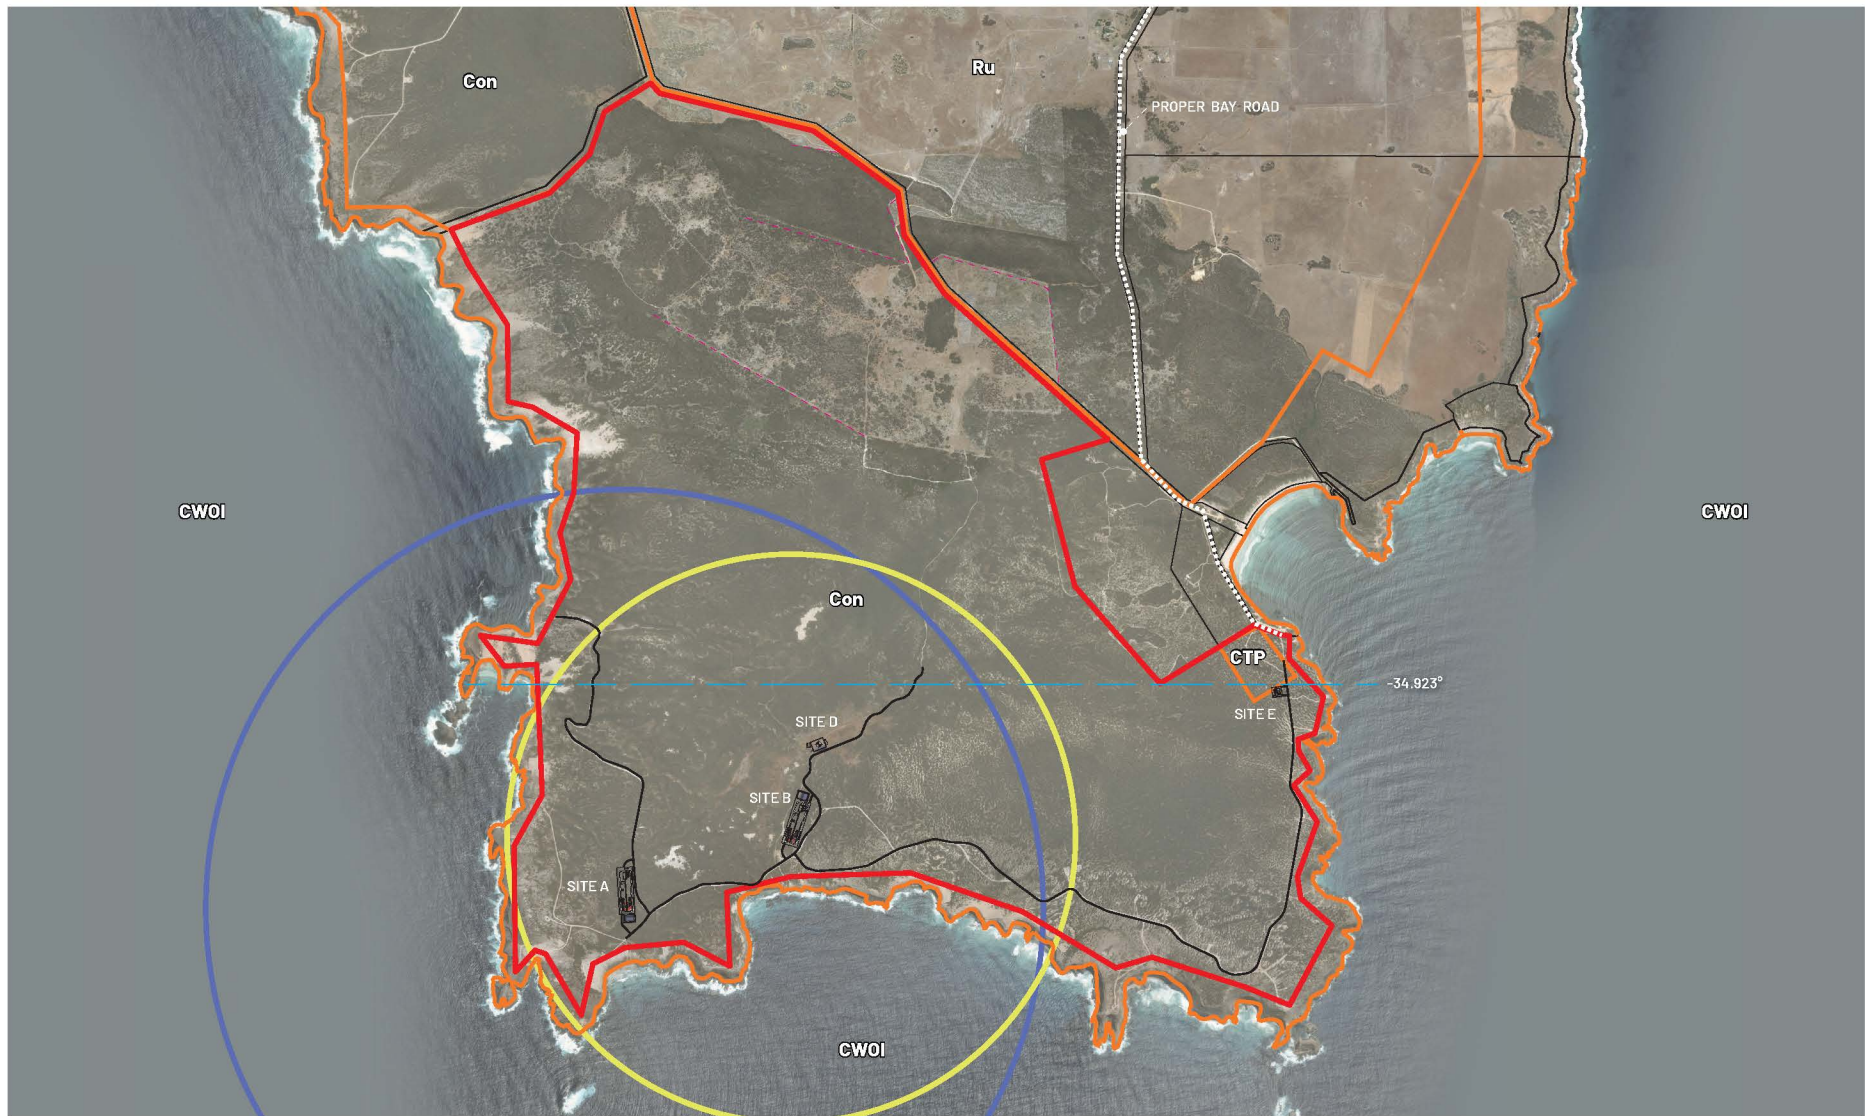 Con
Ru
PROPER BAY ROAD
CWOI
CWOI
Con
CTP
-34.923°
SITE E
SITE D
SITE B
SITE A
CWOI